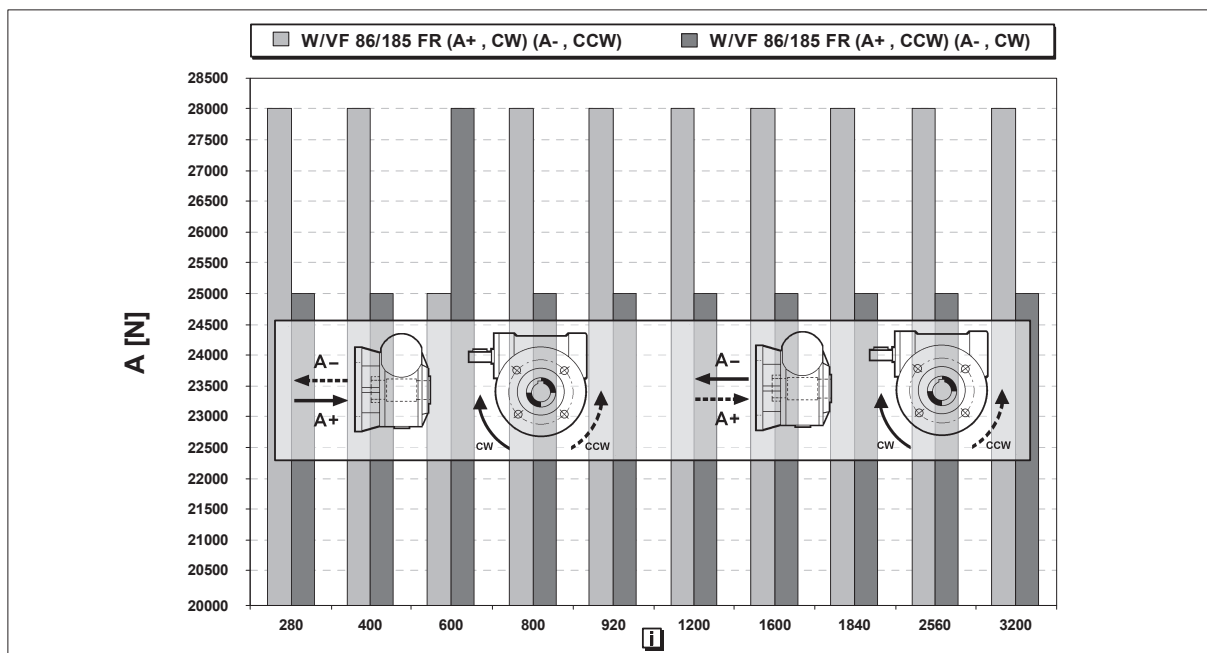 W/VF 86/185 FR (A+ , CW) (A- , CCW) W/VF 86/185 FR (A+ , CCW) (A- , CW)
28500
28000
27500
27000
26500
26000
25500
25000
24500
24000
23500
23000
22500
22000
21500
21000
20500
20000
A [N]
A–
A+
CW
CCW
A–
A+
CW
CCW
280 400 600 800 920 1200 1600 1840 2560 3200
i